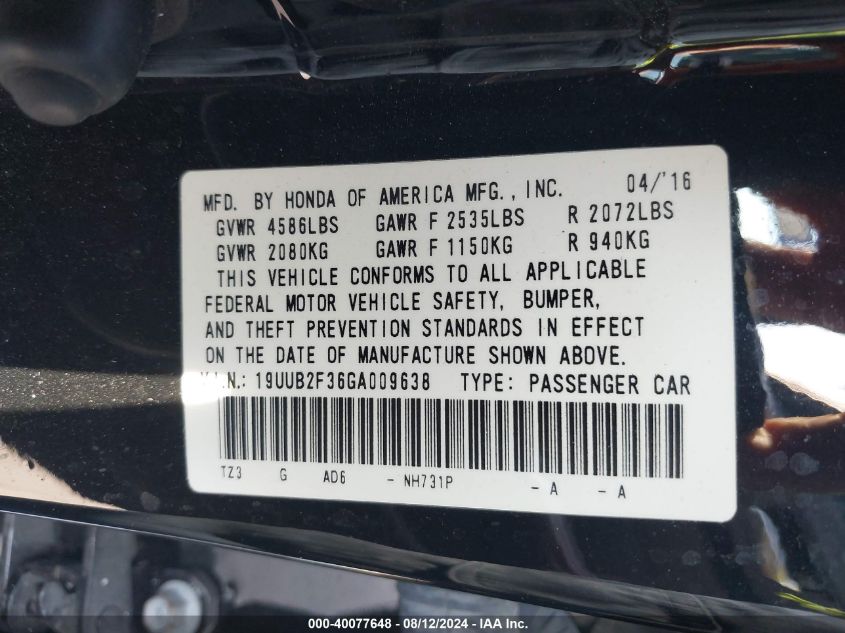 MFD. BY HONDA OF AMERICA MFG., INC. 04/'16
GVWR 4586LBS GAWR F 2535LBS R 2072LBS
GVWR 2080KG GAWR F 1150KG R 940KG
THIS VEHICLE CONFORMS TO ALL APPLICABLE
FEDERAL MOTOR VEHICLE SAFETY, BUMPER,
AND THEFT PREVENTION STANDARDS IN EFFECT
ON THE DATE OF MANUFACTURE SHOWN ABOVE.
V.I.N.: 19UUB2F36GA009638 TYPE: PASSENGER CAR
TZ3 G AD6 - NH731P - A - A
000-40077648 - 08/12/2024 - IAA Inc.